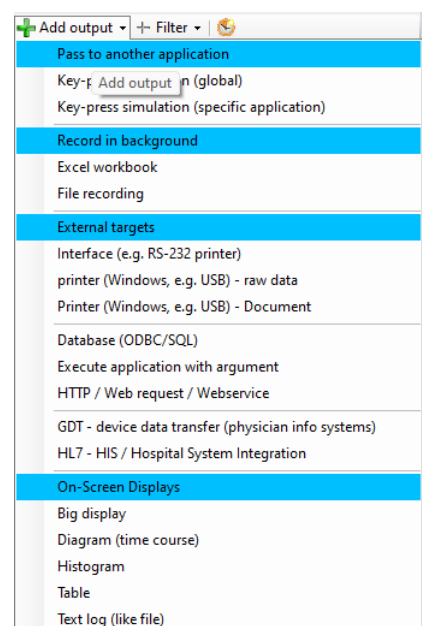 Add output Filter
Pass to another application
Key-p Add output n (global)
Key-press simulation (specific application)
Record in background
Excel workbook
File recording
External targets
Interface (e.g. RS-232 printer)
printer (Windows, e.g. USB) - raw data
Printer (Windows, e.g. USB) - Document
Database (ODBC/SQL)
Execute application with argument
HTTP / Web request / Webservice
GDT - device data transfer (physician info systems)
HL7 - HIS / Hospital System Integration
On-Screen Displays
Big display
Diagram (time course)
Histogram
Table
Text log (like file)